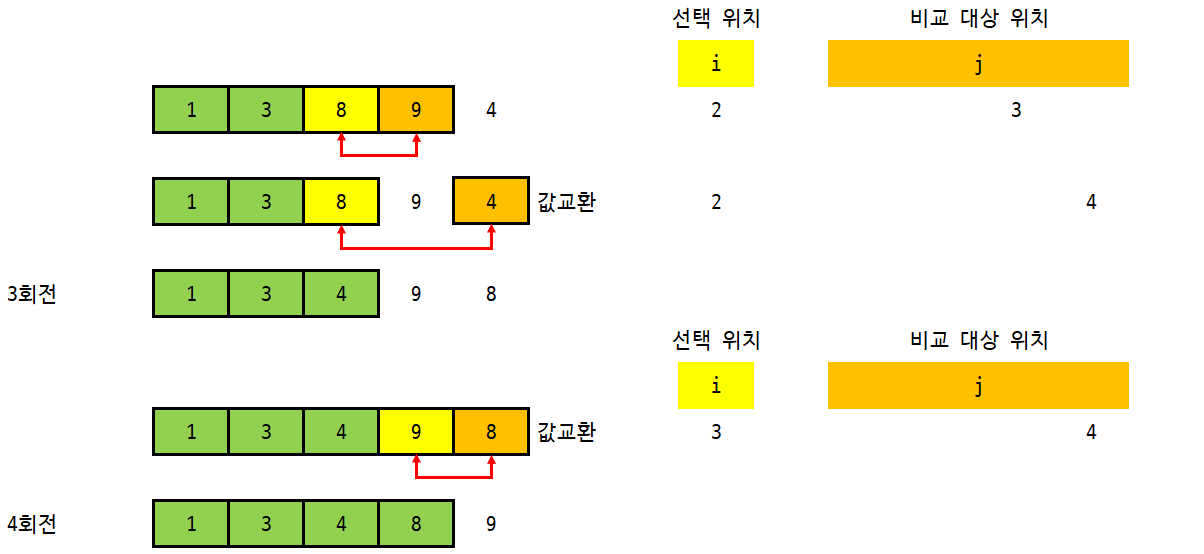 선택 위치 비교 대상 위치
i j
1 3 8 9 4 2 3
1 3 8 9 4 값교환 2 4
3회전 1 3 4 9 8
선택 위치 비교 대상 위치
i j
1 3 4 9 8 값교환 3 4
4회전 1 3 4 8 9